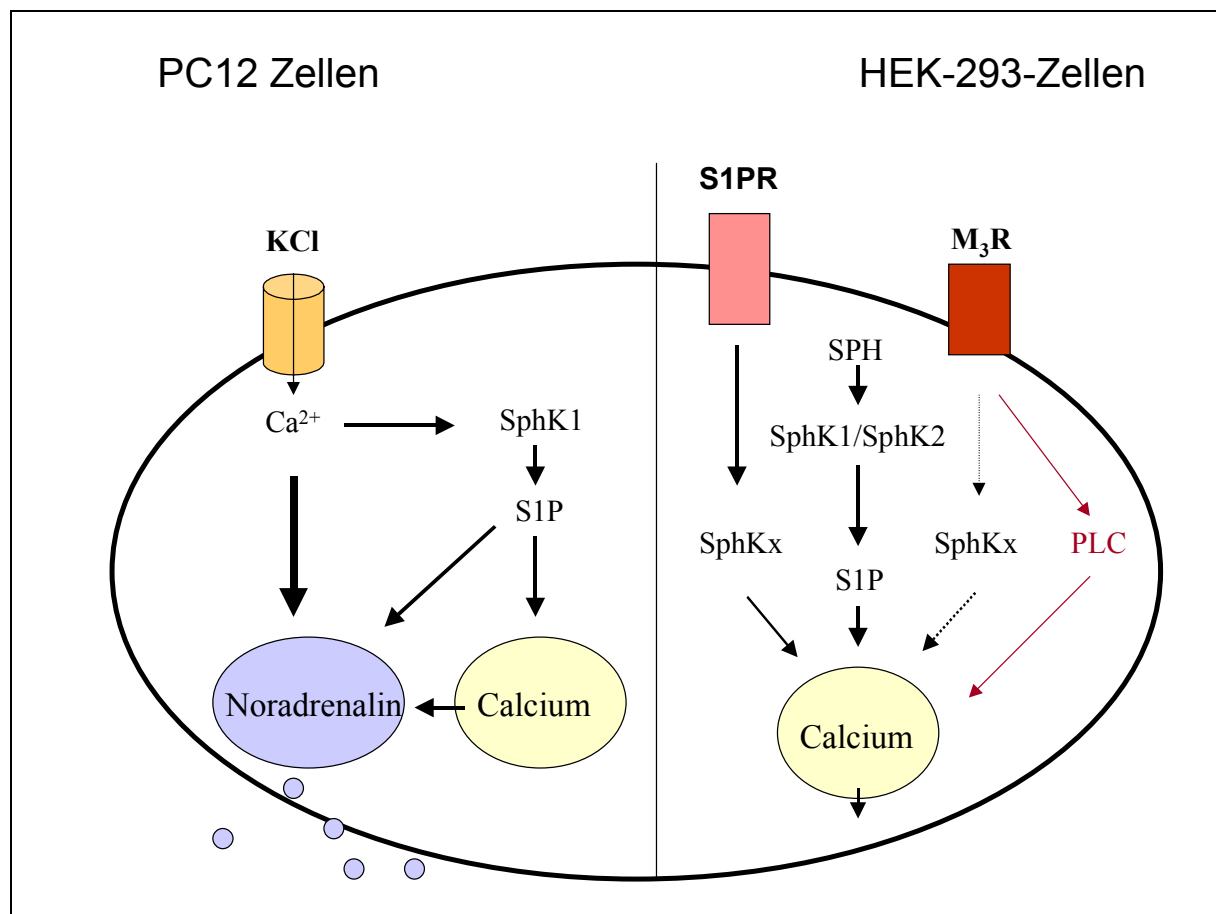 PC12 Zellen
HEK-293-Zellen
KCl
Ca²⁺
SphK1
S1P
Noradrenalin
Calcium
S1PR
M₃R
SPH
SphK1/SphK2
SphKx
S1P
SphKx
PLC
Calcium